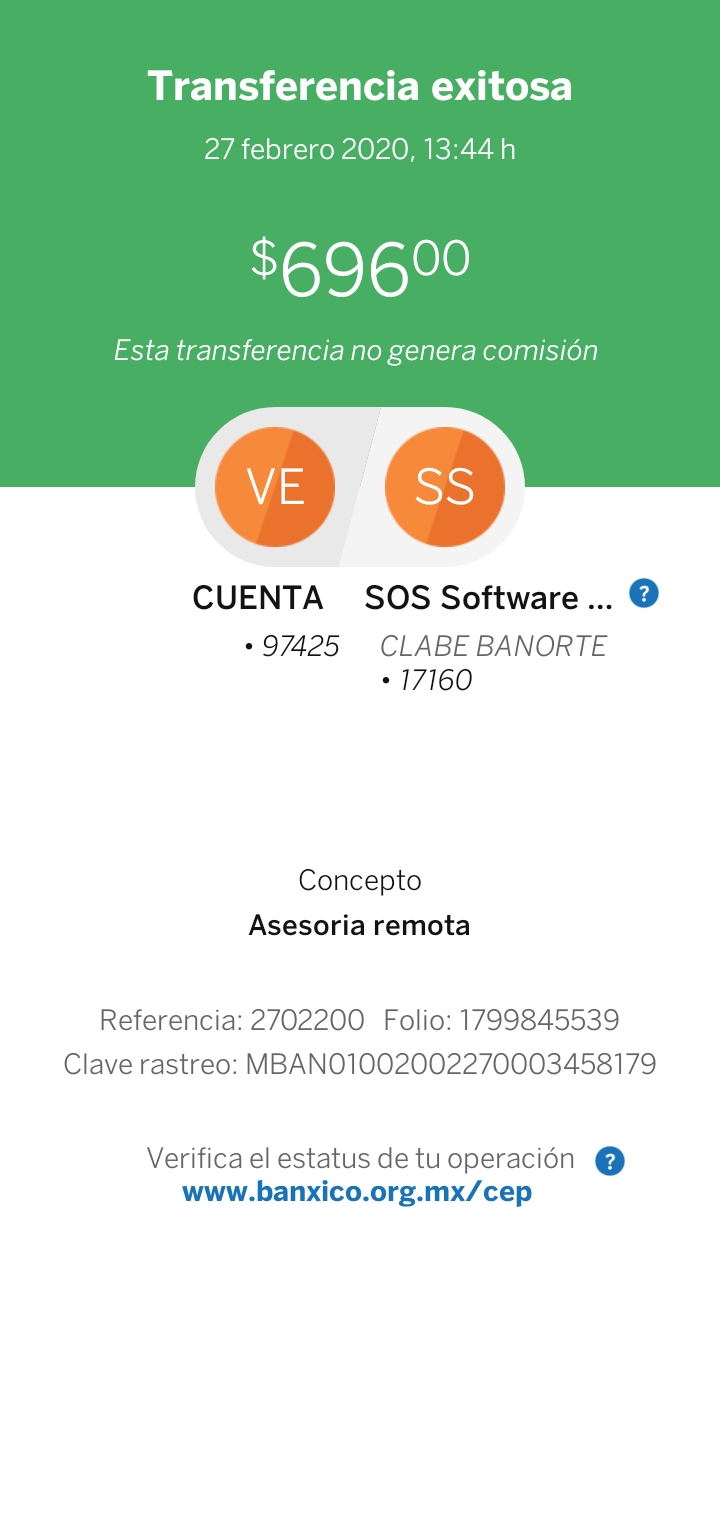 Transferencia exitosa
27 febrero 2020, 13:44 h
$69600
Esta transferencia no genera comisión
VE SS
CUENTA SOS Software ... ?
• 97425 CLABE BANORTE
• 17160
Concepto
Asesoria remota
Referencia: 2702200 Folio: 1799845539
Clave rastreo: MBAN01002002270003458179
Verifica el estatus de tu operación ?
www.banxico.org.mx/cep